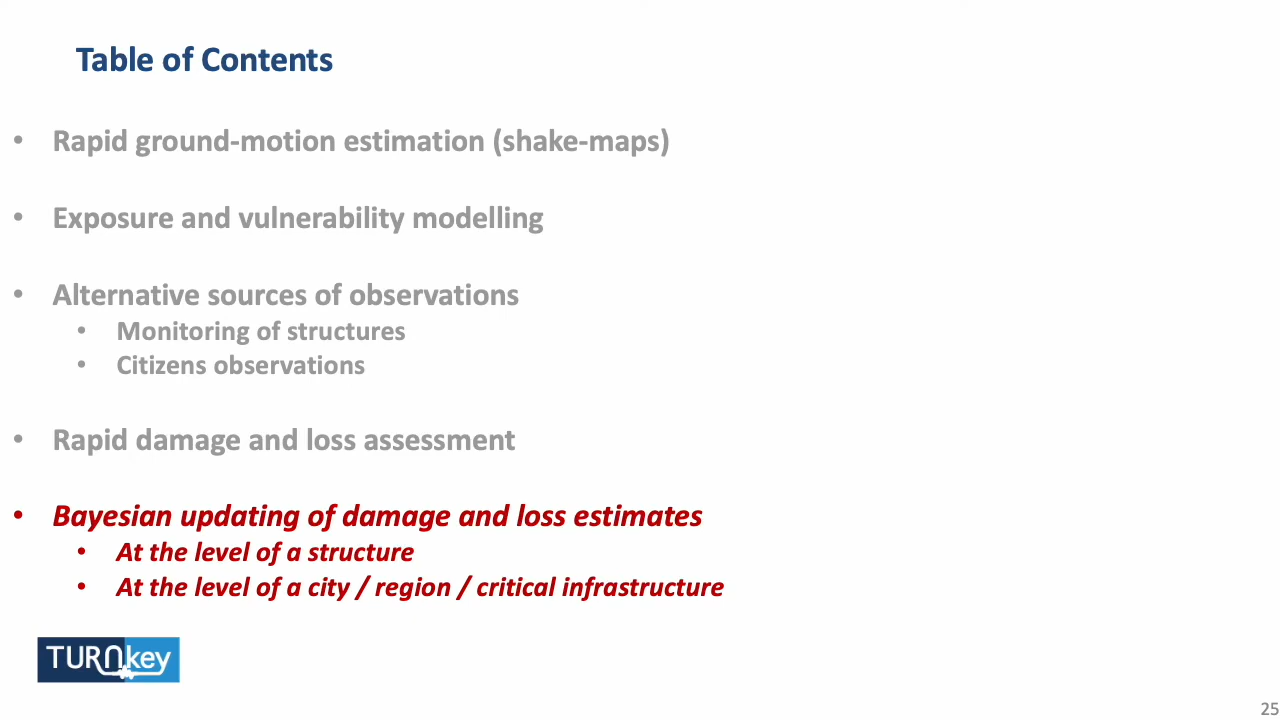 Table of Contents
• Rapid ground-motion estimation (shake-maps)
• Exposure and vulnerability modelling
• Alternative sources of observations
• Monitoring of structures
• Citizens observations
• Rapid damage and loss assessment
• Bayesian updating of damage and loss estimates
• At the level of a structure
• At the level of a city / region / critical infrastructure
TURNkey
25